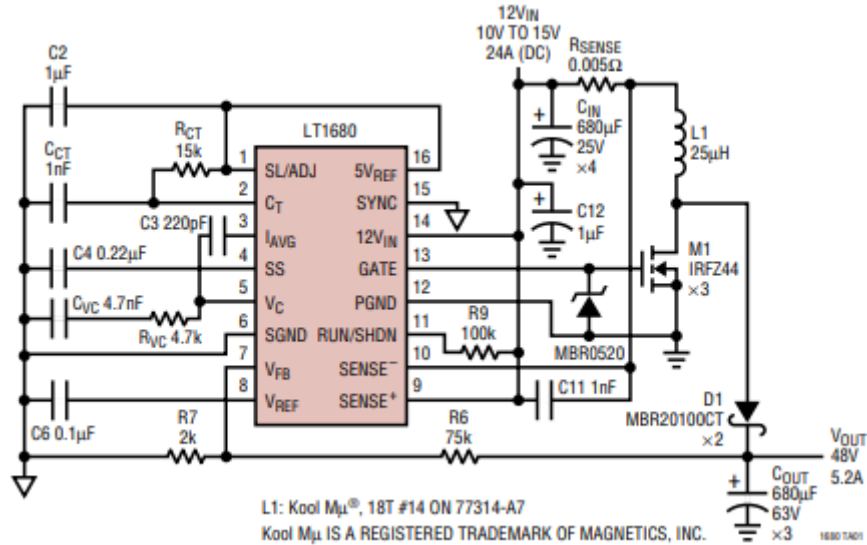 12VIN
10V TO 15V
24A (DC)
RSENSE
0.005Ω
C2
1µF
CIN
680µF
25V
×4
L1
25µH
RCT
15k
LT1680
CCT
1nF
1
SL/ADJ
5VREF
16
2
CT
SYNC
15
C3 220pF
3
IAVG
12VIN
14
C12
1µF
C4 0.22µF
4
SS
GATE
13
M1
IRFZ44
×3
CVC 4.7nF
5
VC
PGND
12
RVC 4.7k
6
SGND
RUN/SHDN
11
R9
100k
MBR0520
7
VFB
SENSE−
10
8
VREF
SENSE+
9
C11 1nF
C6 0.1µF
R7
2k
R6
75k
D1
MBR20100CT
×2
VOUT
48V
5.2A
COUT
680µF
63V
×3
L1: Kool Mµ®, 18T #14 ON 77314-A7
Kool Mµ IS A REGISTERED TRADEMARK OF MAGNETICS, INC.
1680 TA01